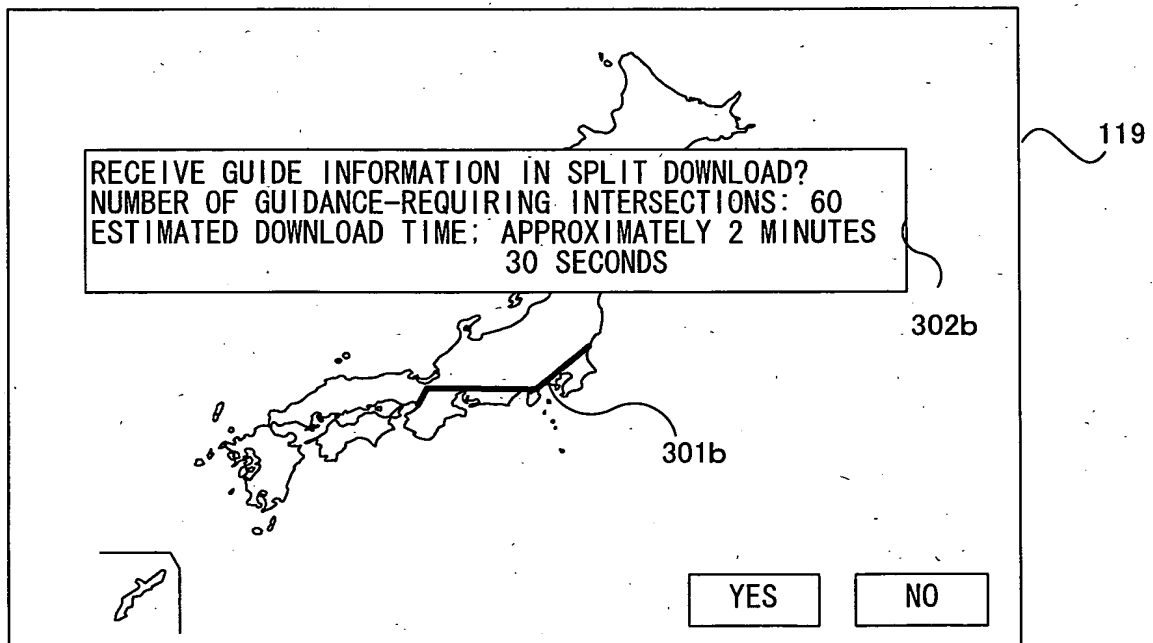 119
RECEIVE GUIDE INFORMATION IN SPLIT DOWNLOAD?
NUMBER OF GUIDANCE-REQUIRING INTERSECTIONS: 60
ESTIMATED DOWNLOAD TIME; APPROXIMATELY 2 MINUTES
30 SECONDS
302b
301b
YES NO